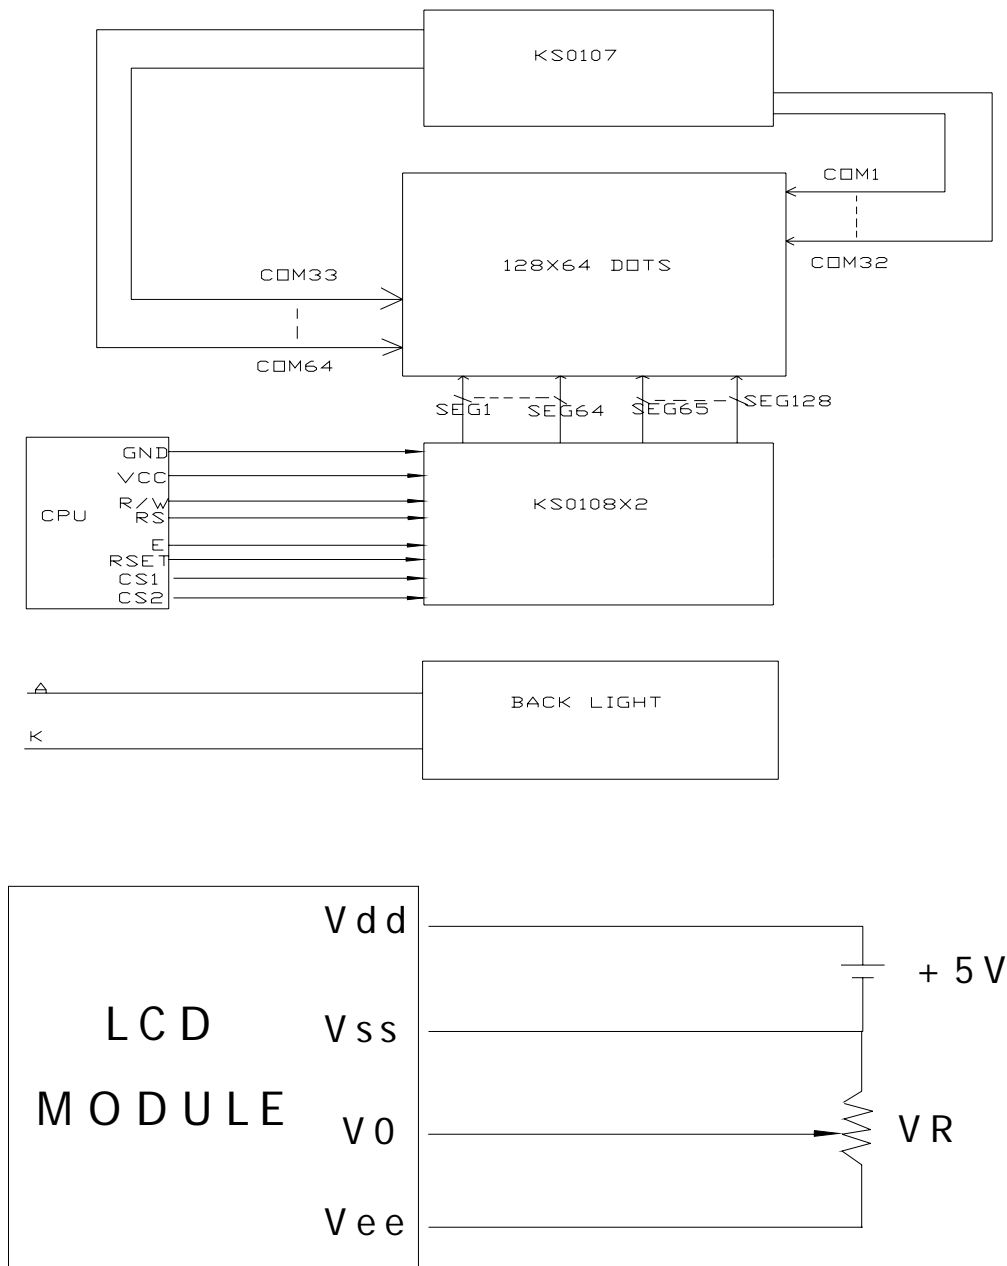 KS0107
COM1
COM32
128X64 DOTS
COM33
COM64
SEG1
SEG64
SEG65
SEG128
CPU
GND
VCC
R/W
RS
E
RSET
CS1
CS2
KS0108X2
A
K
BACK LIGHT
LCD
MODULE
Vdd
Vss
V0
Vee
+5V
VR